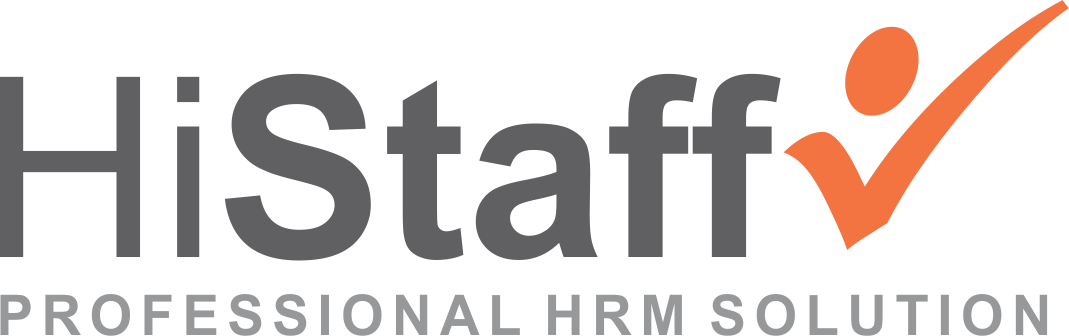 HiStaff
PROFESSIONAL HRM SOLUTION